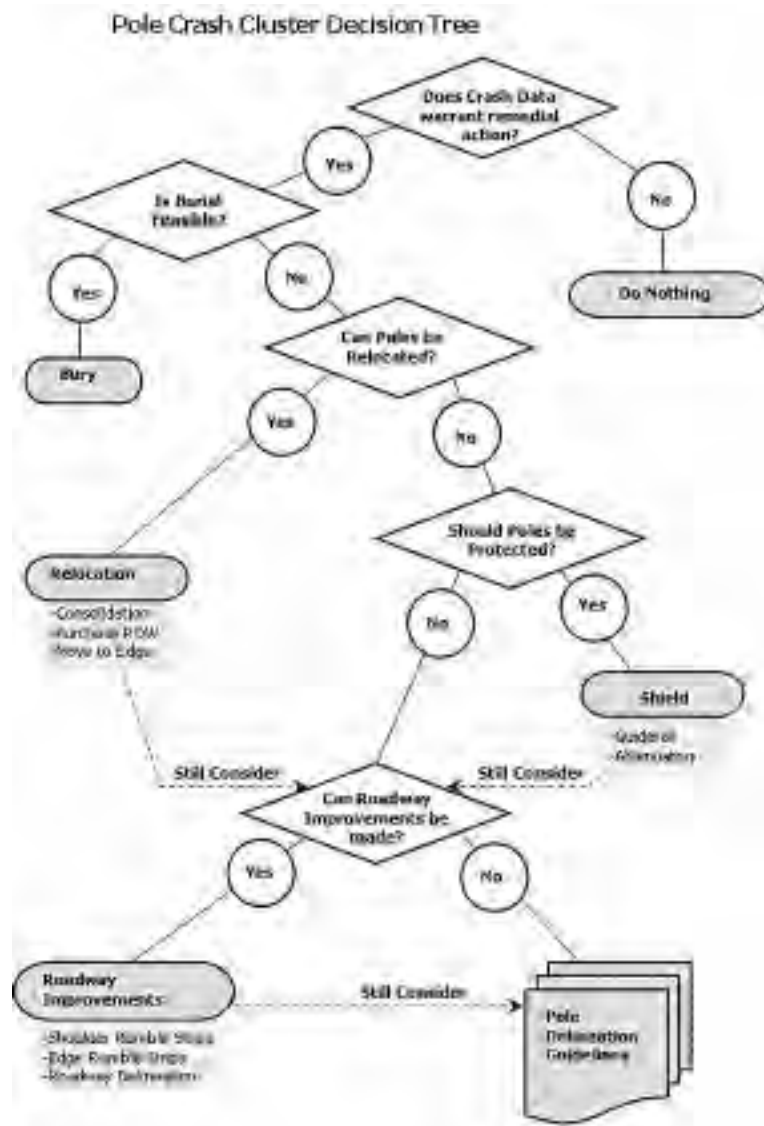 Pole Crash Cluster Decision Tree
Does Crash Data
warrant remedial
action?
Yes
No
Is Burial
Feasible?
Yes
No
Do Nothing
Bury
Can Poles be
Relocated?
Yes
No
Should Poles be
Protected?
No
Yes
Relocation
-Consolidation
-Purchase ROW
-Move to Edge
Shield
-Guiderail
-Attenuators
Still Consider
Still Consider
Can Roadway
Improvements be
made?
Yes
No
Roadway
Improvements
-Shoulder Rumble Strips
-Edge Rumble Strips
-Roadway Delineation
Still Consider
Pole
Delineation
Guidelines